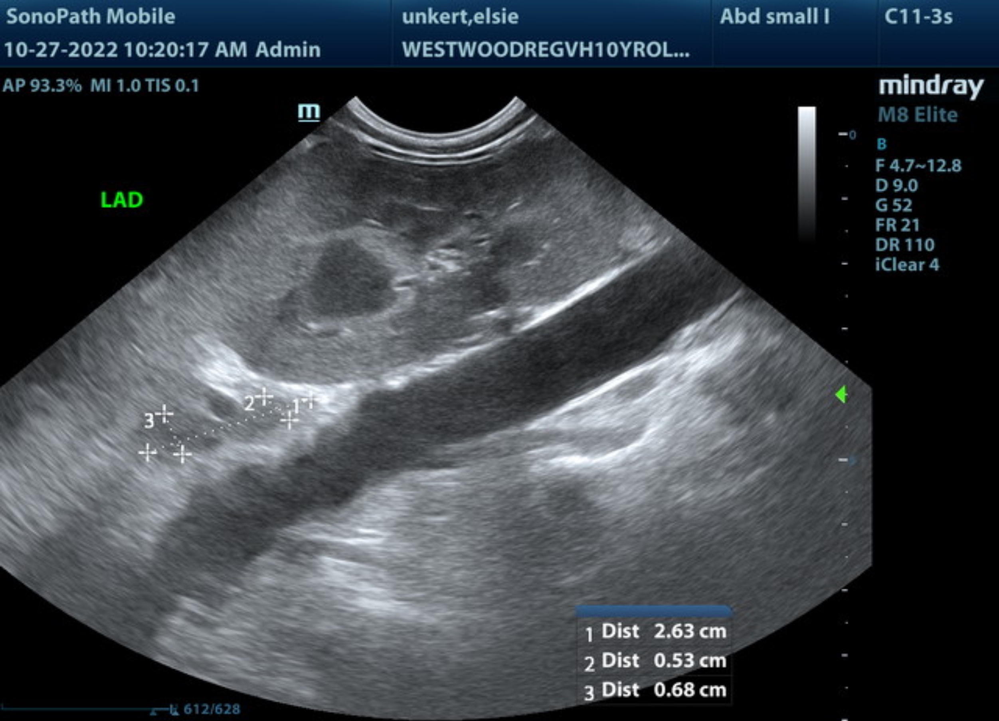 SonoPath Mobile
unkert,elsie
Abd small I
C11-3s
10-27-2022 10:20:17 AM Admin
WESTWOODREGVH10YROL...
AP 93.3% MI 1.0 TIS 0.1
mindray
m
M8 Elite
0
B
F 4.7~12.8
D 9.0
G 52
FR 21
DR 110
iClear 4
LAD
2
1
3
5
1 Dist 2.63 cm
2 Dist 0.53 cm
3 Dist 0.68 cm
612/628